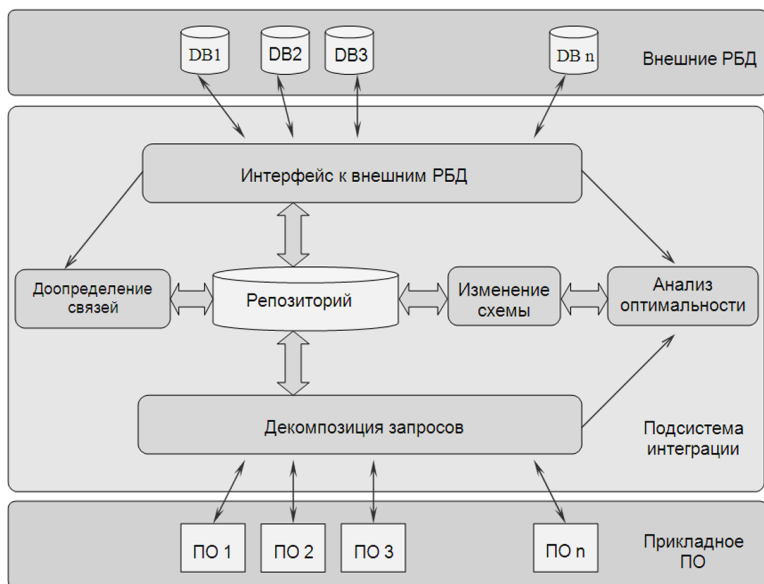 DB1
DB2
DB3
DB n
Внешние РБД
Интерфейс к внешним РБД
Доопределение
связей
Репозиторий
Изменение
схемы
Анализ
оптимальности
Декомпозиция запросов
Подсистема
интеграции
ПО 1
ПО 2
ПО 3
ПО n
Прикладное
ПО